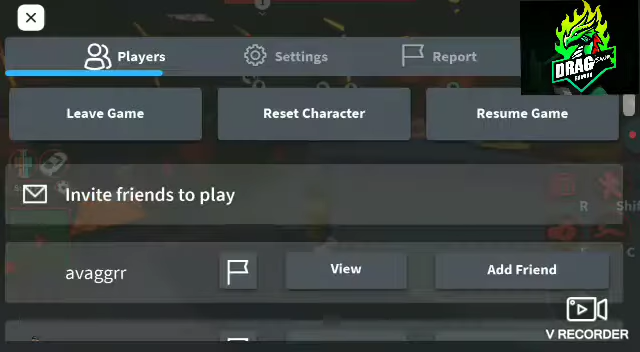 Players
Settings
Report
DRAG
Leave Game
Reset Character
Resume Game
Invite friends to play
R
Shif
avaggrr
View
Add Friend
C
V RECORDER